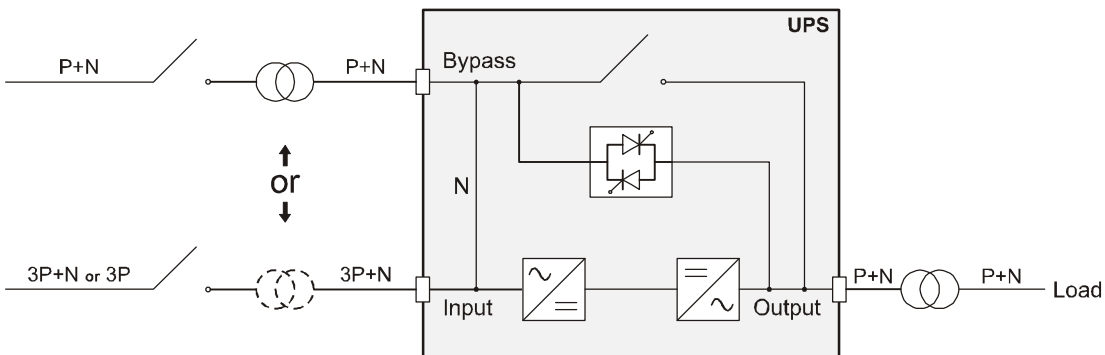 UPS
P+N
P+N
Bypass
or
N
3P+N or 3P
3P+N
Input
Output
P+N
P+N
Load